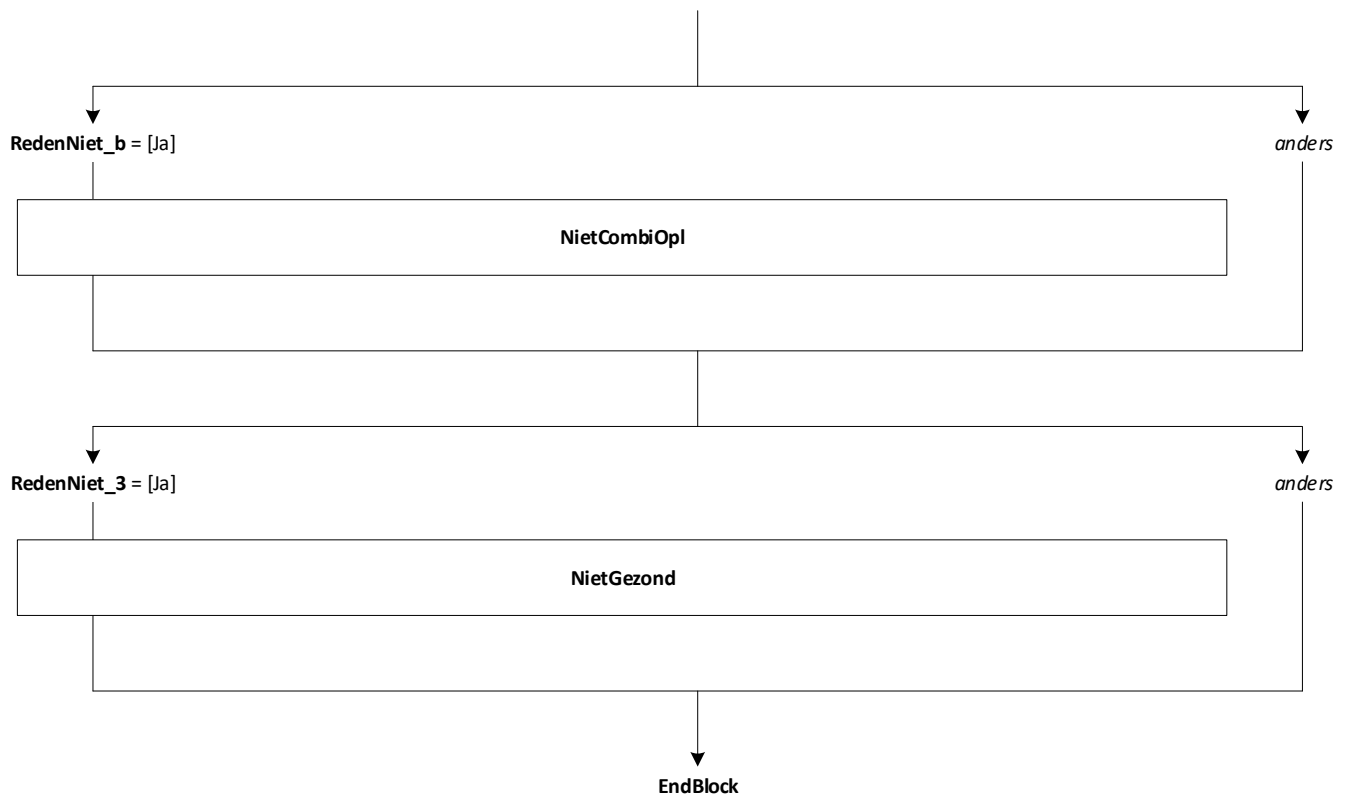 RedenNiet_b = [Ja]
anders
NietCombiOpl
RedenNiet_3 = [Ja]
anders
NietGezond
EndBlock